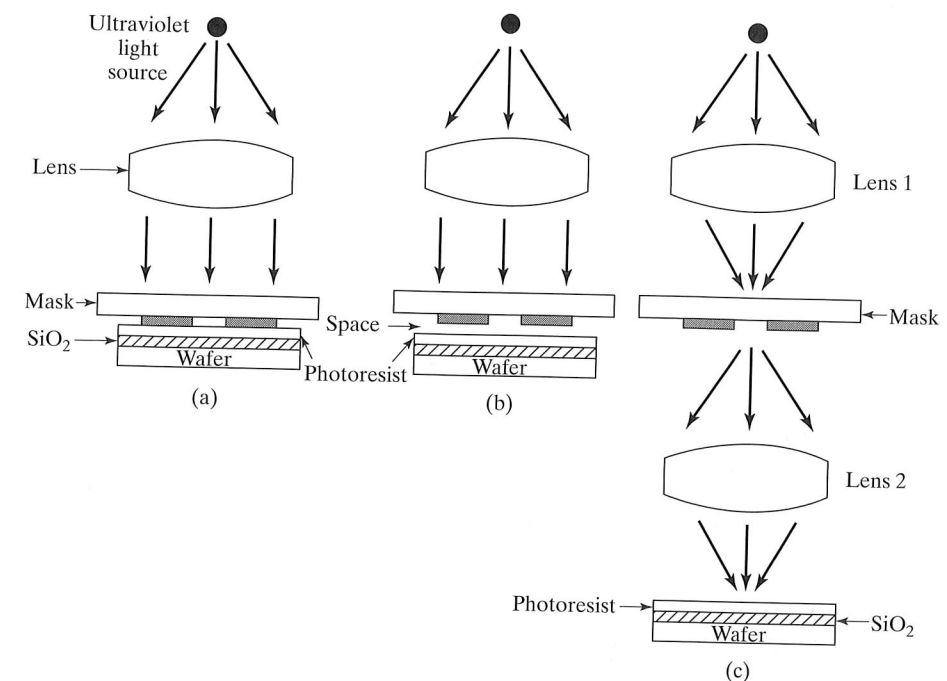 Ultraviolet
light
source
Lens
Mask
SiO₂
Wafer
(a)
Space
Photoresist
Wafer
(b)
Lens 1
Mask
Lens 2
Photoresist
SiO₂
Wafer
(c)